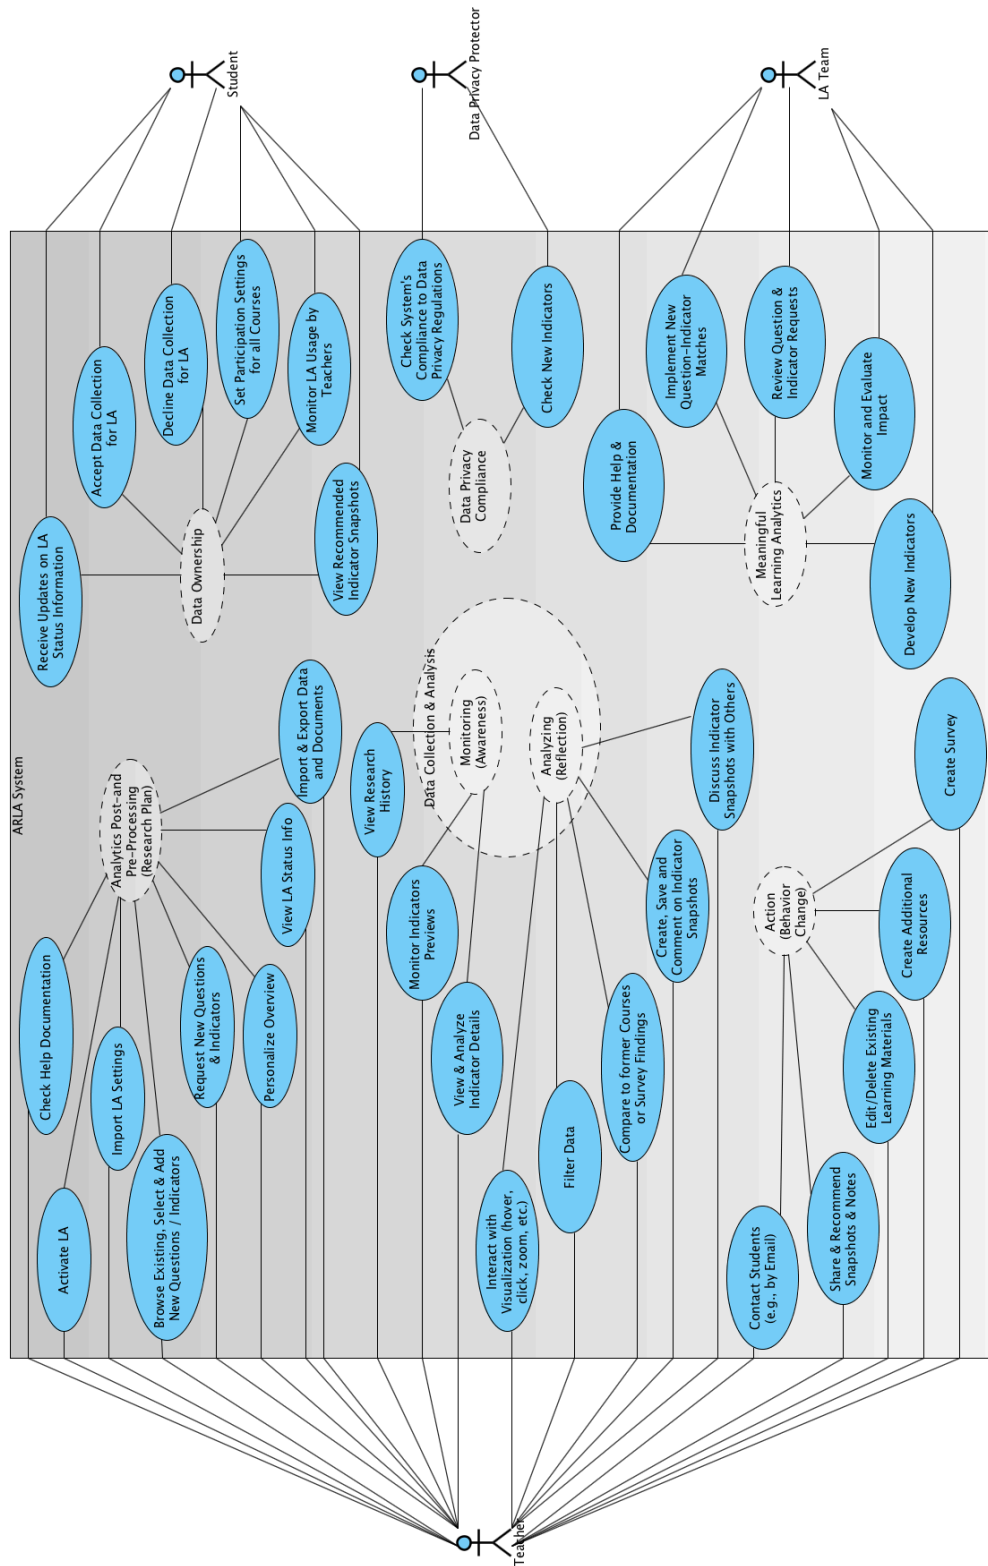 ARLA System
Teacher
Student
Data Privacy Protector
LA Team
Check Help Documentation
Activate LA
Import LA Settings
Browse Existing, Select & Add
New Questions / Indicators
Request New Questions
& Indicators
Personalize Overview
View LA Status Info
Import & Export Data
and Documents
Analytics Post-and
Pre-Processing
(Research Plan)
Receive Updates on LA
Status Information
Accept Data Collection
for LA
Decline Data Collection
for LA
Set Participation Settings
for all Courses
Monitor LA Usage by
Teachers
View Recommended
Indicator Snapshots
Data Ownership
View Research
History
Monitor Indicators
Previews
View & Analyze
Indicator Details
Data Collection & Analysis
Monitoring
(Awareness)
Analyzing
(Reflection)
Interact with
Visualization (hover,
click, zoom, etc.)
Filter Data
Compare to former Courses
or Survey Findings
Create, Save and
Comment on Indicator
Snapshots
Discuss Indicator
Snapshots with Others
Check System's
Compliance to Data
Privacy Regulations
Check New Indicators
Data Privacy
Compliance
Provide Help &
Documentation
Implement New
Question-Indicator
Matches
Review Question &
Indicator Requests
Monitor and Evaluate
Impact
Develop New Indicators
Meaningful
Learning Analytics
Contact Students
(e.g., by Email)
Share & Recommend
Snapshots & Notes
Edit/Delete Existing
Learning Materials
Create Additional
Resources
Create Survey
Action
(Behavior
Change)